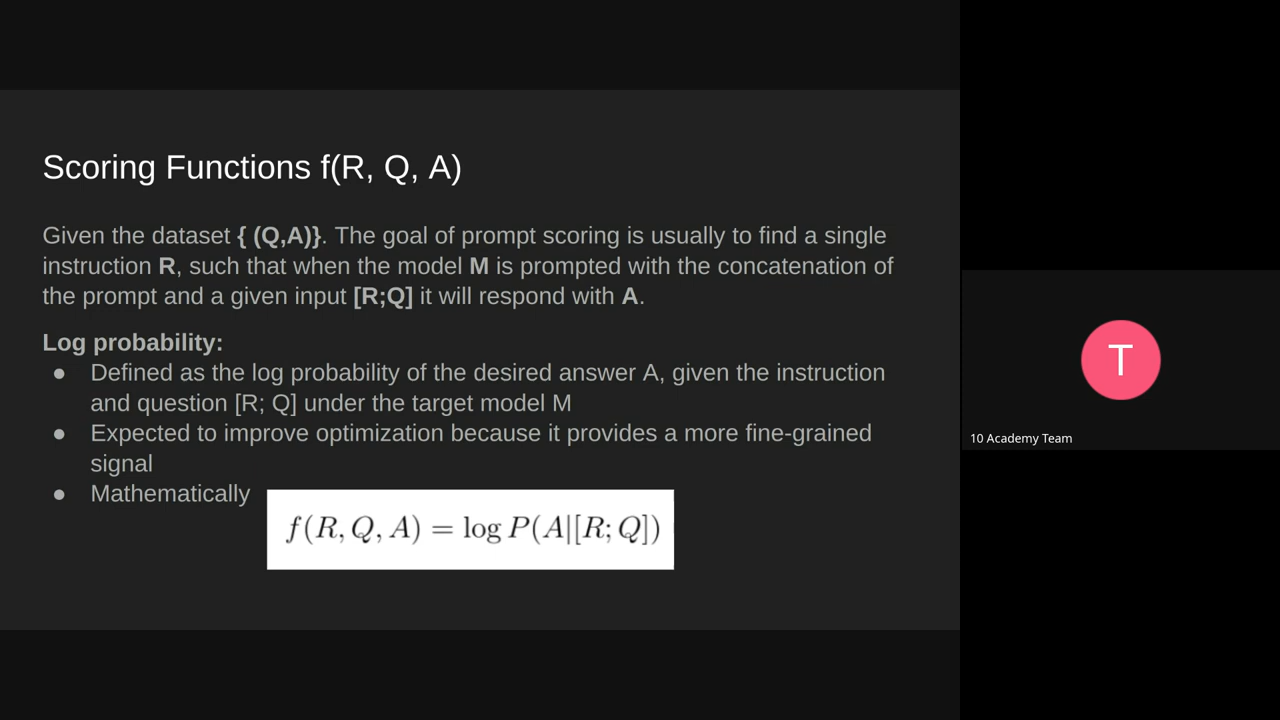 Scoring Functions f(R, Q, A)
Given the dataset { (Q,A)}. The goal of prompt scoring is usually to find a single
instruction R, such that when the model M is prompted with the concatenation of
the prompt and a given input [R;Q] it will respond with A.
Log probability:
● Defined as the log probability of the desired answer A, given the instruction
and question [R; Q] under the target model M
● Expected to improve optimization because it provides a more fine-grained
signal
● Mathematically
f(R, Q, A) = log P(A|[R; Q])
T
10 Academy Team